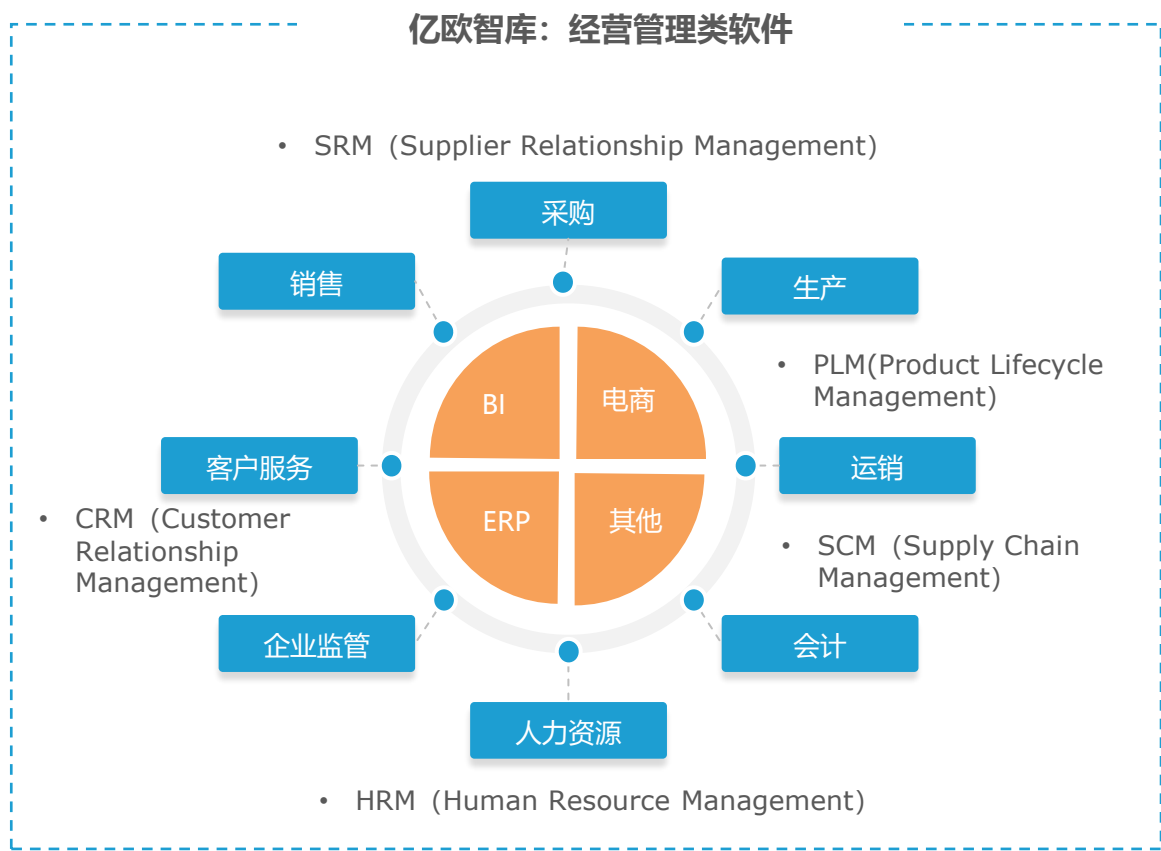 亿欧智库：经营管理类软件
• SRM（Supplier Relationship Management）
采购
销售
生产
• PLM(Product Lifecycle
Management）
BI
电商
客户服务
运销
• CRM（Customer
Relationship
Management）
ERP
其他
• SCM（Supply Chain
Management）
企业监管
会计
人力资源
• HRM（Human Resource Management）